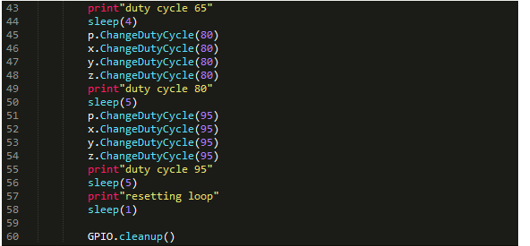 43 print"duty cycle 65"
44 sleep(4)
45 p.ChangeDutyCycle(80)
46 x.ChangeDutyCycle(80)
47 y.ChangeDutyCycle(80)
48 z.ChangeDutyCycle(80)
49 print"duty cycle 80"
50 sleep(5)
51 p.ChangeDutyCycle(95)
52 x.ChangeDutyCycle(95)
53 y.ChangeDutyCycle(95)
54 z.ChangeDutyCycle(95)
55 print"duty cycle 95"
56 sleep(5)
57 print"resetting loop"
58 sleep(1)
59
60 GPIO.cleanup()